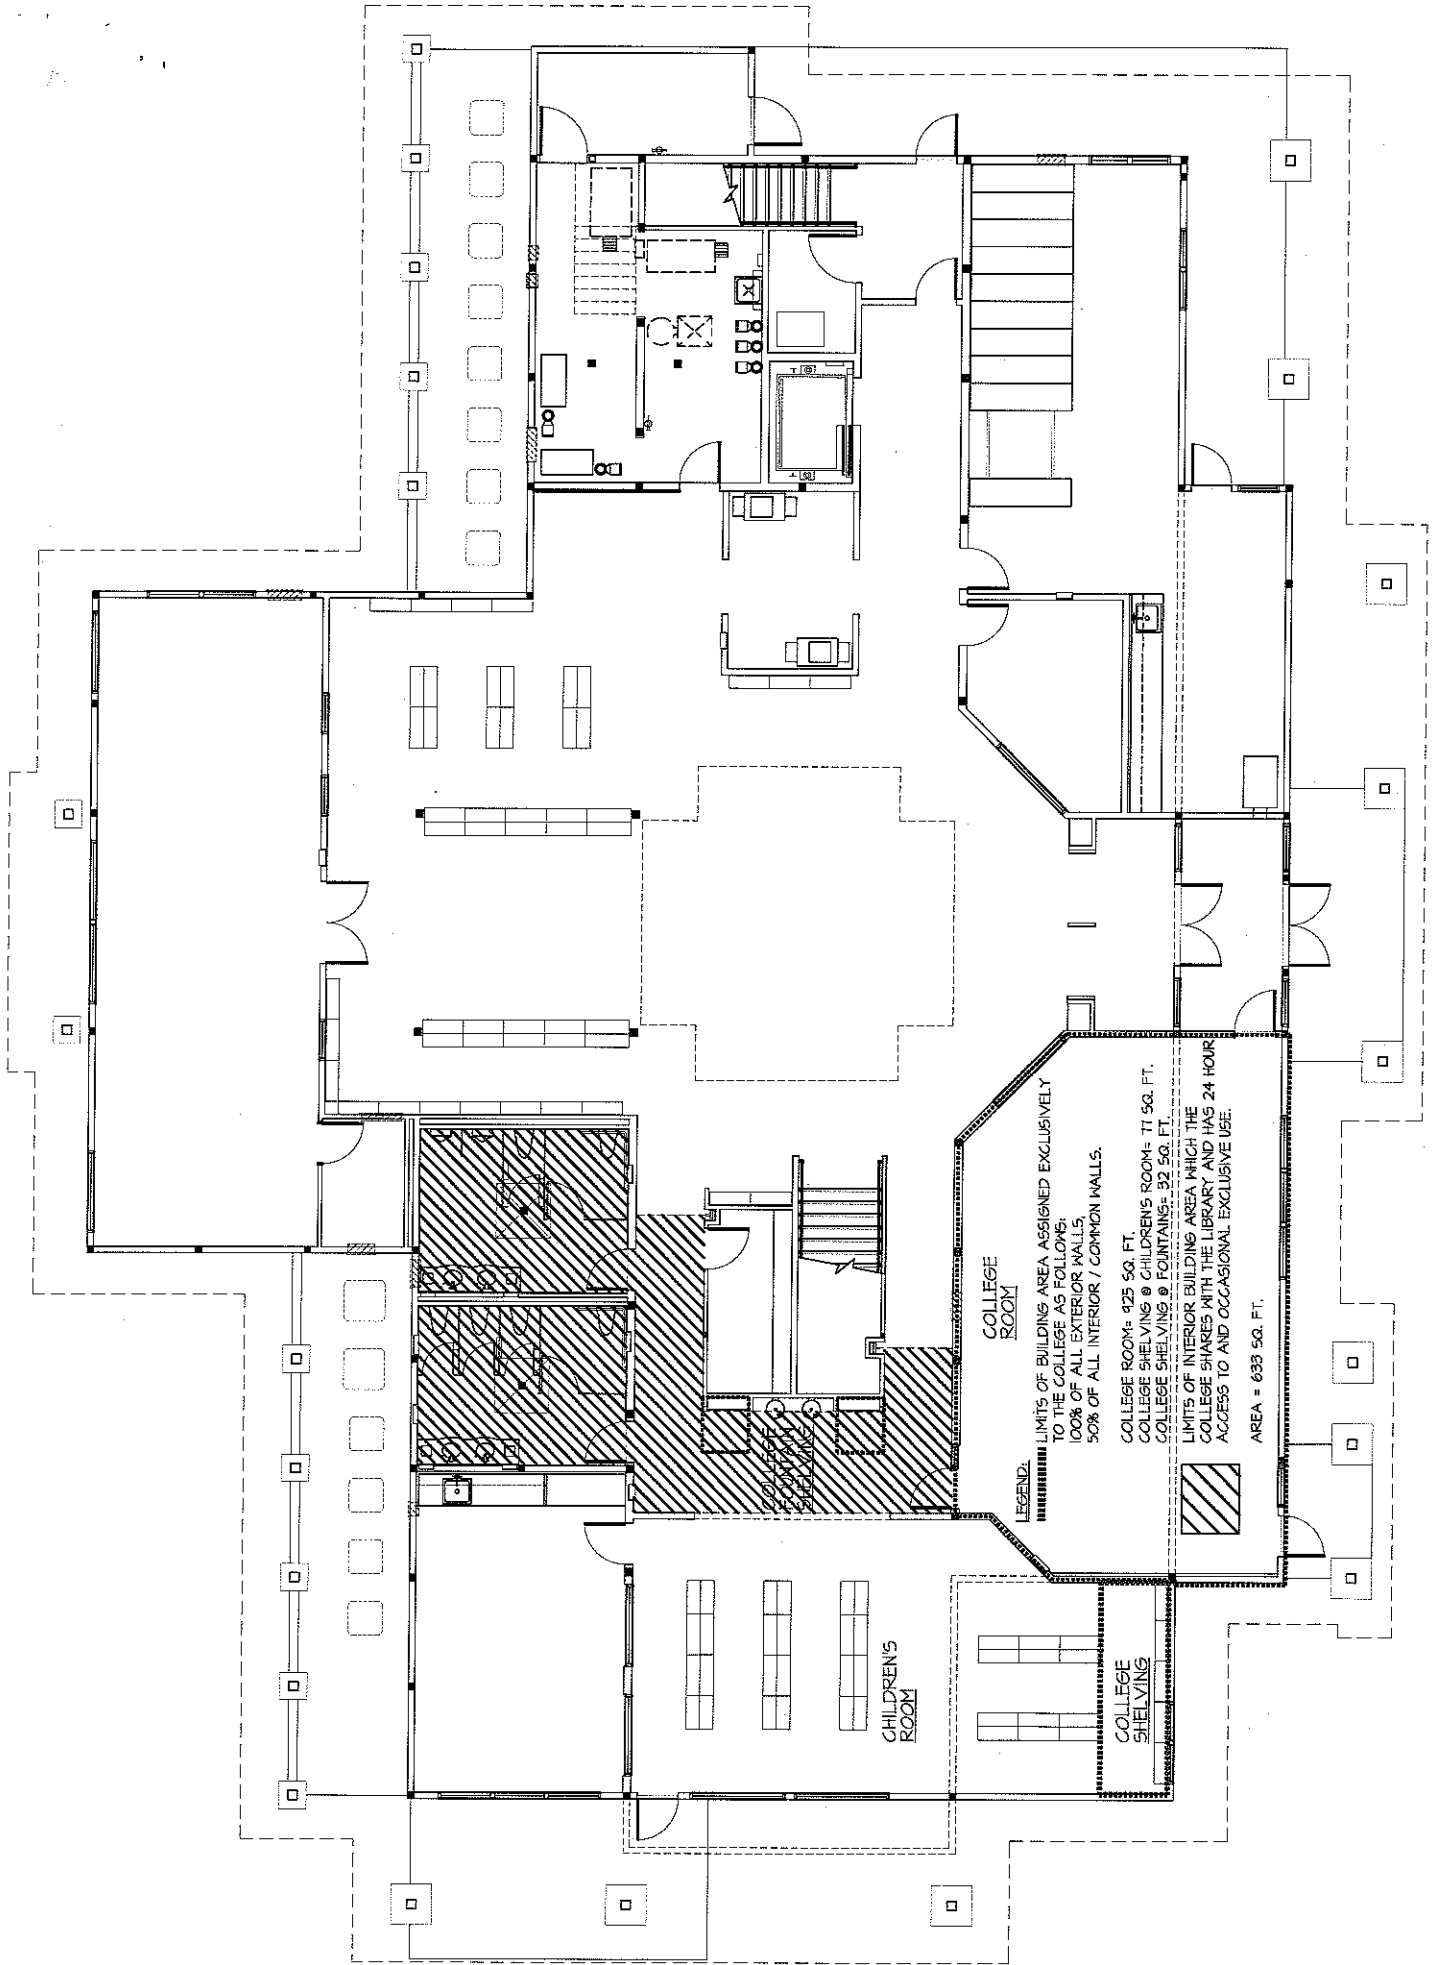 COLLEGE
FOUNTAIN
SHELVING
COLLEGE
ROOM
LEGEND:
LIMITS OF BUILDING AREA ASSIGNED EXCLUSIVELY
TO THE COLLEGE AS FOLLOWS:
100% OF ALL EXTERIOR WALLS,
50% OF ALL INTERIOR / COMMON WALLS.
COLLEGE ROOM= 925 SQ. FT.
COLLEGE SHELVING @ CHILDREN'S ROOM= 77 SQ. FT.
COLLEGE SHELVING @ FOUNTAINS= 32 SQ. FT.
LIMITS OF INTERIOR BUILDING AREA WHICH THE
COLLEGE SHARES WITH THE LIBRARY AND HAS 24 HOUR
ACCESS TO AND OCCASIONAL EXCLUSIVE USE.
AREA = 633 SQ. FT.
CHILDREN'S
ROOM
COLLEGE
SHELVING